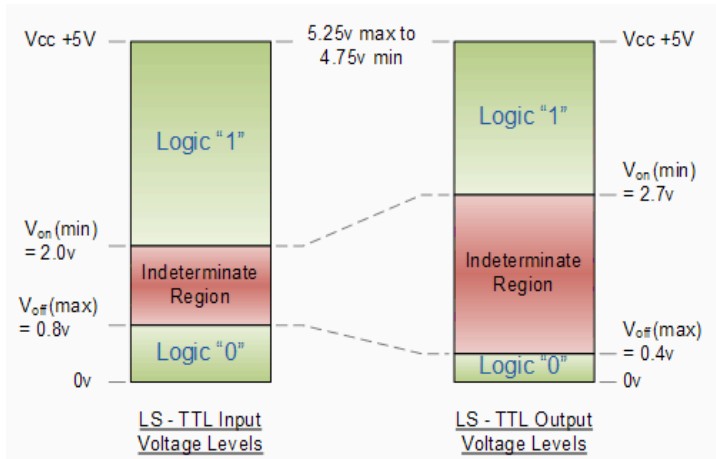 Vcc +5V
5.25v max to
4.75v min
Vcc +5V
Logic "1"
Logic "1"
Von(min)
= 2.0v
Von(min)
= 2.7v
Indeterminate
Region
Indeterminate
Region
Voff(max)
= 0.8v
Voff(max)
= 0.4v
Logic "0"
Logic "0"
0v
0v
LS - TTL Input
Voltage Levels
LS - TTL Output
Voltage Levels